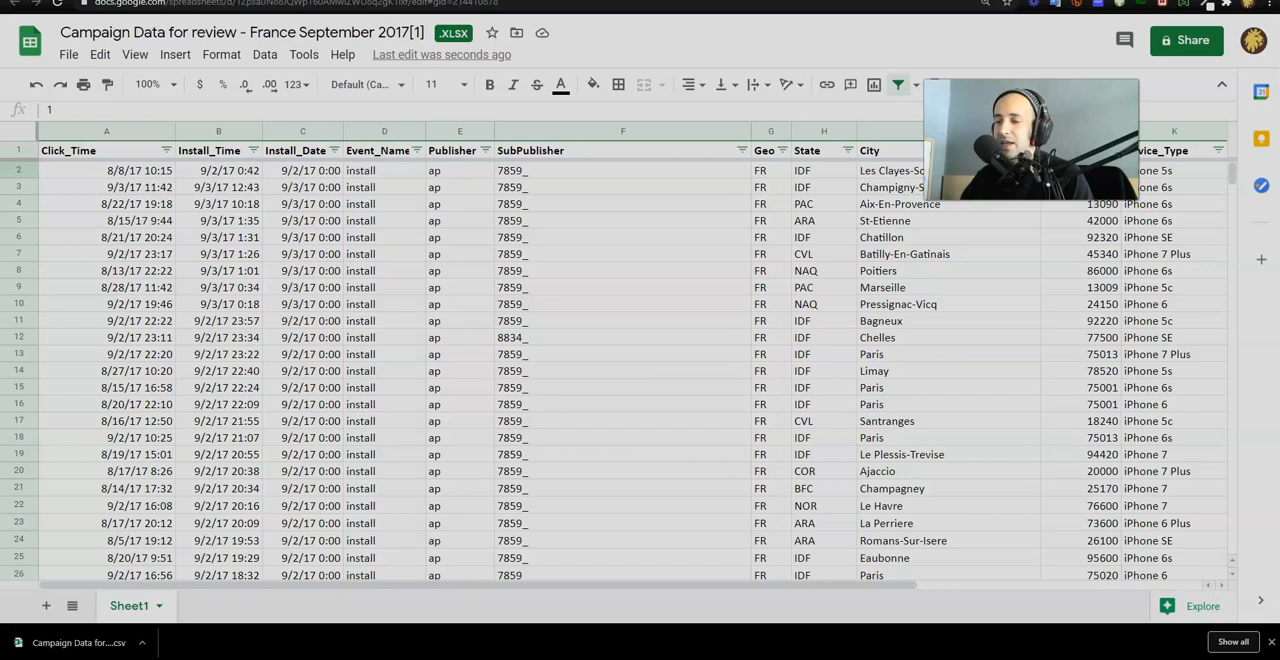 Campaign Data for review - France September 2017[1] .XLSX
Share
File Edit View Insert Format Data Tools Help Last edit was seconds ago
100% $ % .0 .00 123 Default (Ca... 11 B I S A
fx 1
A B C D E F G H K
1 Click_Time Install_Time Event_Name Publisher SubPublisher Geo State City
2 8/8/17 10:15 9/2/17 0:42 9/2/17 0:00 install ap 7859_ FR IDF iPhone 5s
3 9/3/17 11:42 9/3/17 12:43 9/2/17 0:00 install ap 7859_ FR IDF iPhone 6s
4 8/22/17 19:18 9/3/17 10:18 9/3/17 0:00 install ap 7859_ FR PAC Aix-En-Provence 13090 iPhone 6s
5 8/15/17 9:44 9/3/17 1:35 9/3/17 0:00 install ap 7859_ FR ARA St-Etienne 42000 iPhone 6s
6 8/21/17 20:24 9/3/17 1:31 9/3/17 0:00 install ap 7859_ FR IDF Chatillon 92320 iPhone SE
7 9/2/17 23:17 9/3/17 1:26 9/3/17 0:00 install ap 7859_ FR CVL Batilly-En-Gatinais 45340 iPhone 7 Plus
8 8/13/17 22:22 9/3/17 1:01 9/3/17 0:00 install ap 7859_ FR NAQ Poitiers 86000 iPhone 6s
9 8/28/17 11:42 9/3/17 0:34 9/3/17 0:00 install ap 7859_ FR PAC Marseille 13009 iPhone 5c
10 9/2/17 19:46 9/3/17 0:18 9/3/17 0:00 install ap 7859_ FR NAQ Pressignac-Vicq 24150 iPhone 6
11 9/2/17 22:22 9/2/17 23:57 9/2/17 0:00 install ap 7859_ FR IDF Bagneux 92220 iPhone 5c
12 9/2/17 23:11 9/2/17 23:34 9/2/17 0:00 install ap 8834_ FR IDF Chelles 77500 iPhone SE
13 9/2/17 22:20 9/2/17 23:22 9/2/17 0:00 install ap 7859_ FR IDF Paris 75013 iPhone 7 Plus
14 8/27/17 10:20 9/2/17 22:40 9/2/17 0:00 install ap 7859_ FR IDF Limay 78520 iPhone 5s
15 8/15/17 16:58 9/2/17 22:24 9/2/17 0:00 install ap 7859_ FR IDF Paris 75001 iPhone 6s
16 8/20/17 22:10 9/2/17 22:09 9/2/17 0:00 install ap 7859_ FR IDF Paris 75001 iPhone 6
17 8/16/17 12:50 9/2/17 21:55 9/2/17 0:00 install ap 7859_ FR CVL Santranges 18240 iPhone 5c
18 9/2/17 10:25 9/2/17 21:07 9/2/17 0:00 install ap 7859_ FR IDF Paris 75013 iPhone 6s
19 8/19/17 15:01 9/2/17 20:55 9/2/17 0:00 install ap 7859_ FR IDF Le Plessis-Trevise 94420 iPhone 7
20 8/17/17 8:26 9/2/17 20:38 9/2/17 0:00 install ap 7859_ FR COR Ajaccio 20000 iPhone 7 Plus
21 8/14/17 17:32 9/2/17 20:34 9/2/17 0:00 install ap 7859_ FR BFC Champagney 25170 iPhone 7
22 9/2/17 16:08 9/2/17 20:16 9/2/17 0:00 install ap 7859_ FR NOR Le Havre 76600 iPhone 7
23 8/17/17 20:12 9/2/17 20:09 9/2/17 0:00 install ap 7859_ FR ARA La Perriere 73600 iPhone 6 Plus
24 8/5/17 19:12 9/2/17 19:53 9/2/17 0:00 install ap 7859_ FR ARA Romans-Sur-Isere 26100 iPhone SE
25 8/20/17 9:51 9/2/17 19:29 9/2/17 0:00 install ap 7859_ FR IDF Eaubonne 95600 iPhone 6s
26 9/2/17 16:56 9/2/17 18:32 9/2/17 0:00 install ap 7859 FR IDF Paris 75020 iPhone 6
Sheet1 Explore
Campaign Data for....csv Show all